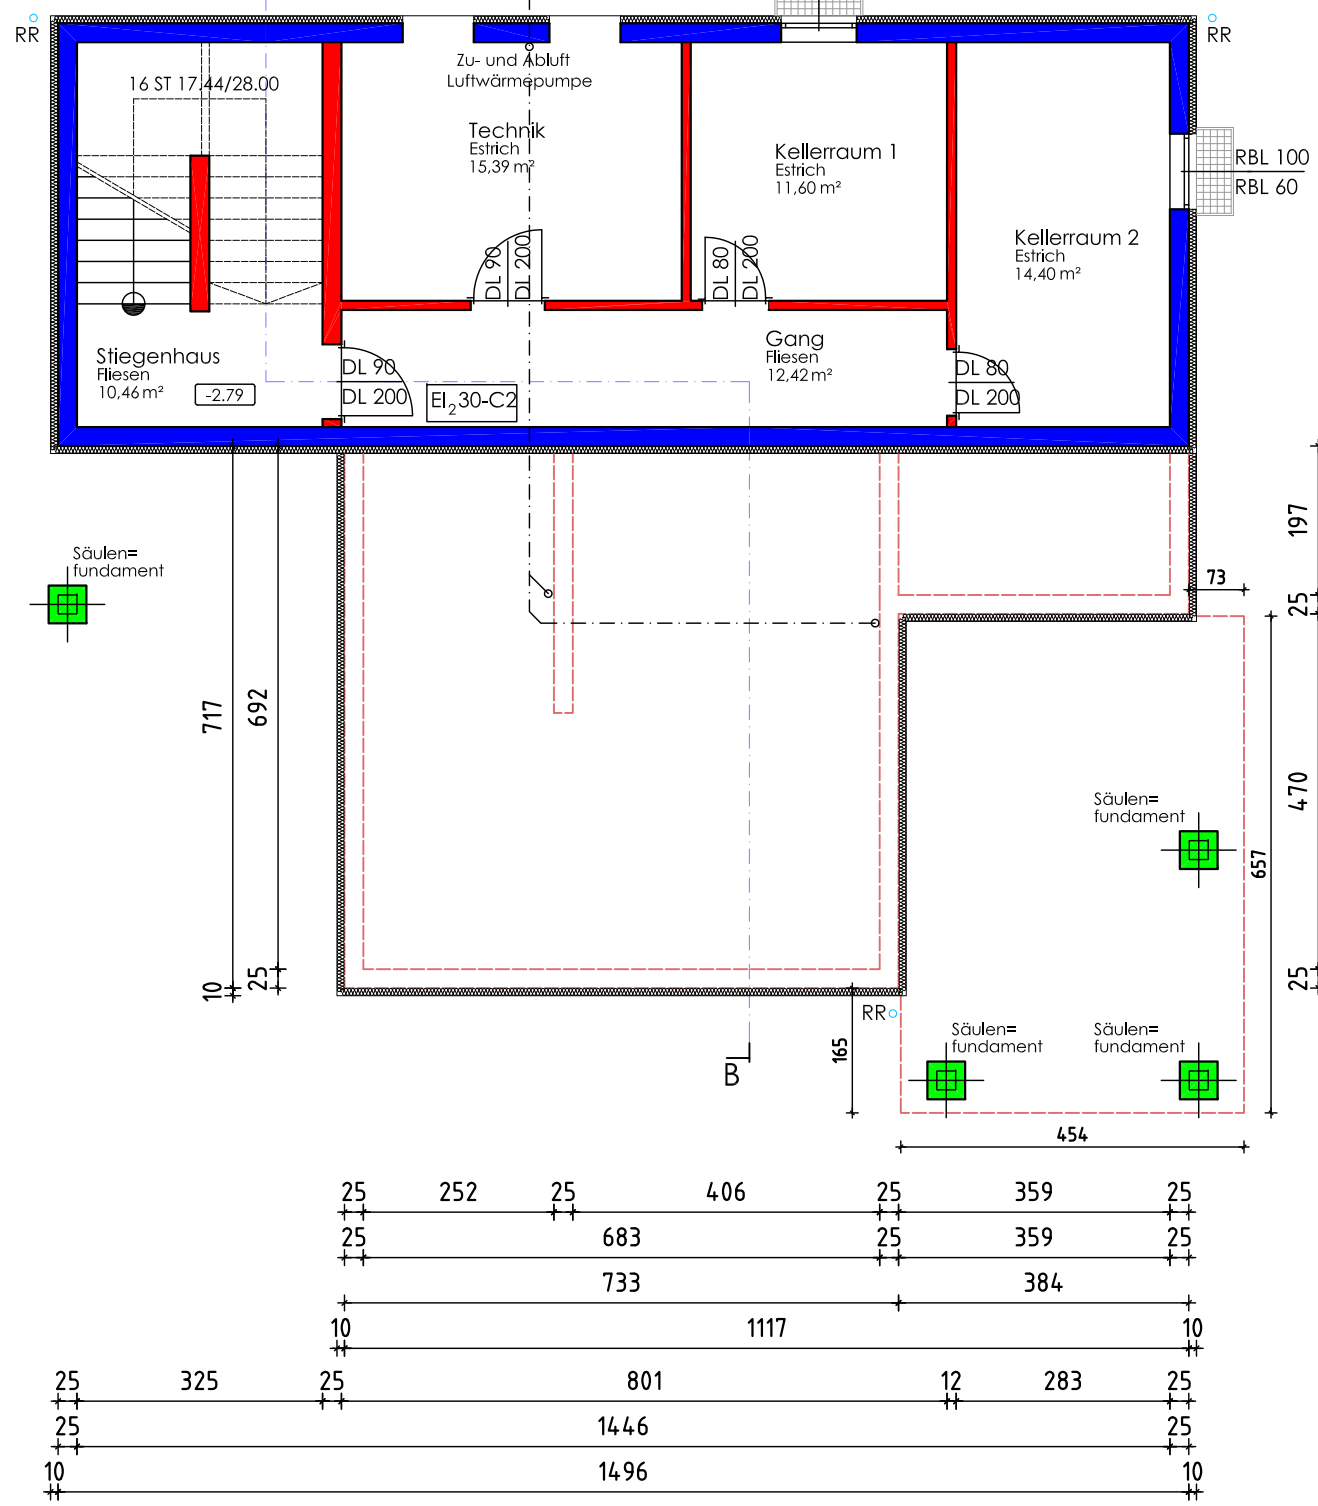 RR
RR
Zu- und Abluft
Luftwärmepumpe
16 ST 17.44/28.00
Technik
Estrich
15,39 m²
Kellerraum 1
Estrich
11,60 m²
RBL 100
RBL 60
Kellerraum 2
Estrich
14,40 m²
DL 90
DL 200
DL 80
DL 200
Stiegenhaus
Fliesen
10,46 m²
-2.79
DL 90
DL 200
EI₂30-C2
Gang
Fliesen
12,42 m²
DL 80
DL 200
Säulen=
fundament
197
73
25
717
692
470
Säulen=
fundament
657
10
25
25
RR
165
B
Säulen=
fundament
Säulen=
fundament
454
25 252 25 406 25 359 25
25 683 25 359 25
733 384
10 1117 10
25 325 25 801 12 283 25
25 1446 25
10 1496 10